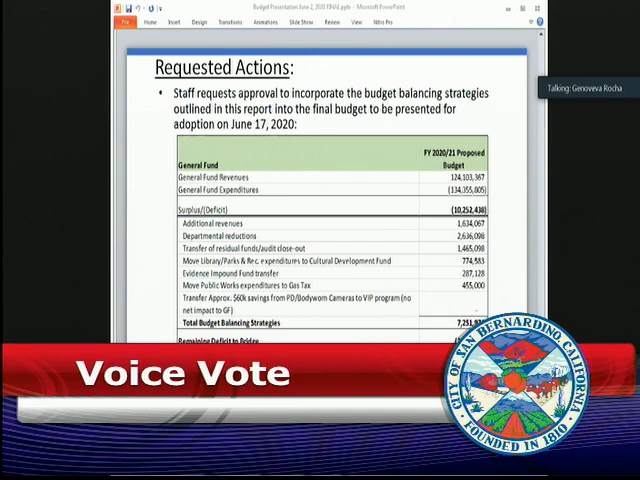 Budget Presentation June 2, 2020 FINAL.pptx - Microsoft PowerPoint
File Home Insert Design Transitions Animations Slide Show Review View Nitro Pro
Requested Actions:
• Staff requests approval to incorporate the budget balancing strategies
outlined in this report into the final budget to be presented for
adoption on June 17, 2020:
Talking: Genoveva Rocha
General Fund FY 2020/21 Proposed Budget
General Fund Revenues 124,103,367
General Fund Expenditures (134,355,805)
Surplus/(Deficit) (10,252,438)
Additional revenues 1,634,067
Departmental reductions 2,636,098
Transfer of residual funds/audit close-out 1,465,098
Move Library/Parks & Rec. expenditures to Cultural Development Fund 774,583
Evidence Impound Fund transfer 287,128
Move Public Works expenditures to Gas Tax 455,000
Transfer Approx. $60k savings from PD/Bodyworn Cameras to VIP program (no
net impact to GF) -
Total Budget Balancing Strategies
Remaining Deficit to Bridge
Voice Vote
CITY OF SAN BERNARDINO, CALIFORNIA
FOUNDED IN 1810